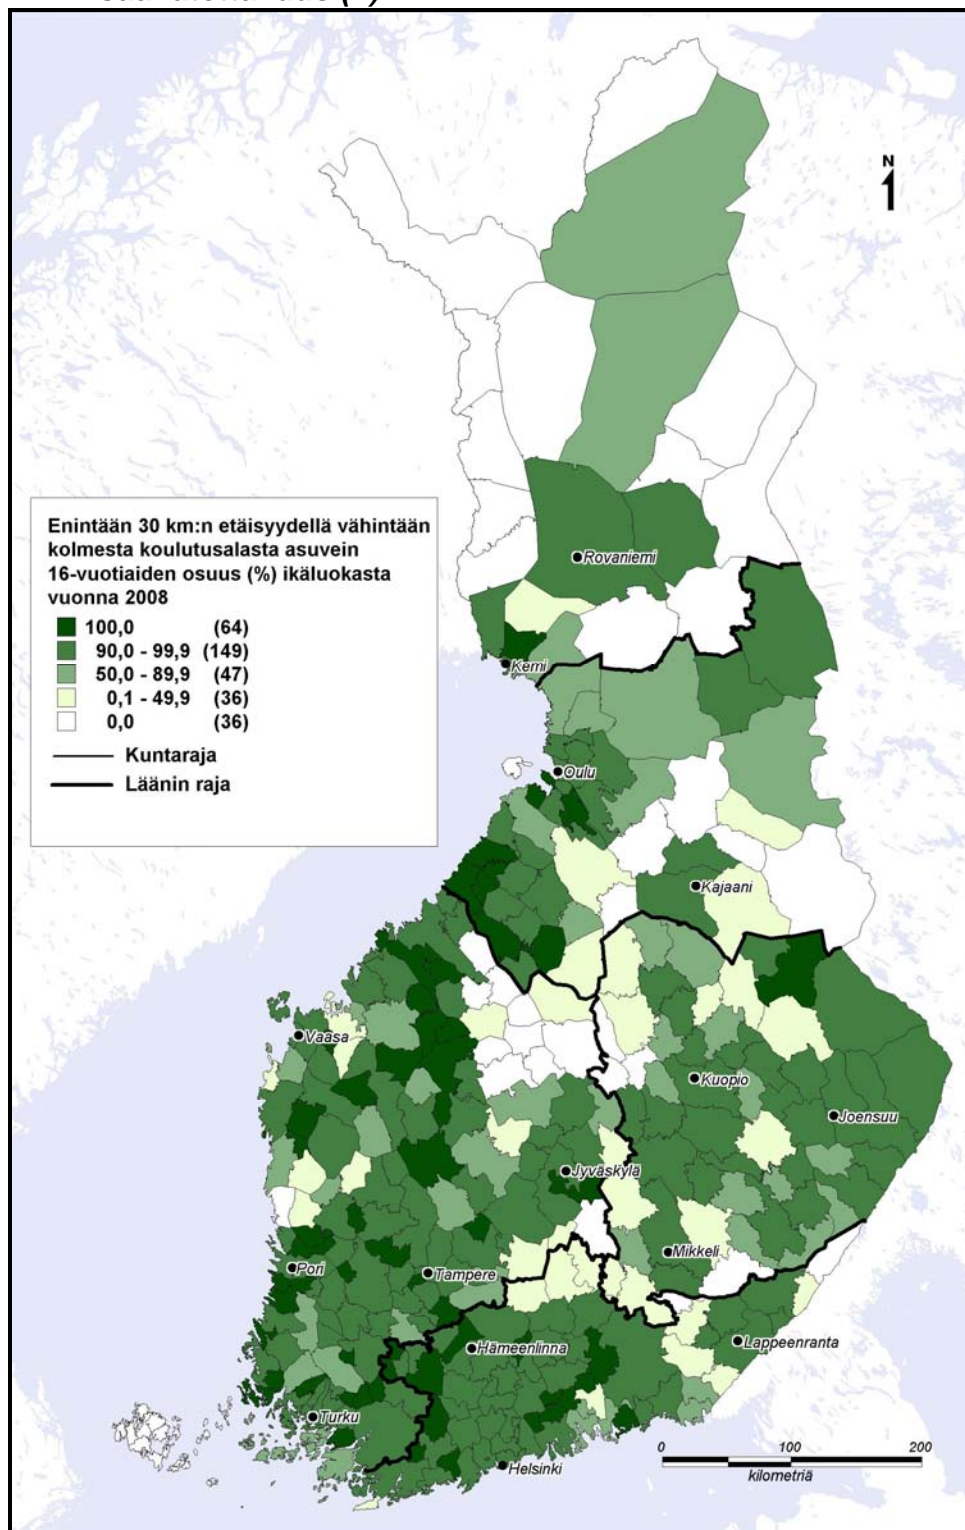 N
Enintään 30 km:n etäisyydellä vähintään
kolmesta koulutusalasta asuvein
16-vuotiaiden osuus (%) ikäluokasta
vuonna 2008
100,0 (64)
90,0 - 99,9 (149)
50,0 - 89,9 (47)
0,1 - 49,9 (36)
0,0 (36)
Kuntaraja
Läänin raja
Rovaniemi
Kemi
Oulu
Kajaani
Vaasa
Kuopio
Joensuu
Jyväskylä
Mikkeli
Pori
Tampere
Lappeenranta
Hämeenlinna
Turku
Helsinki
0 100 200
kilometriä